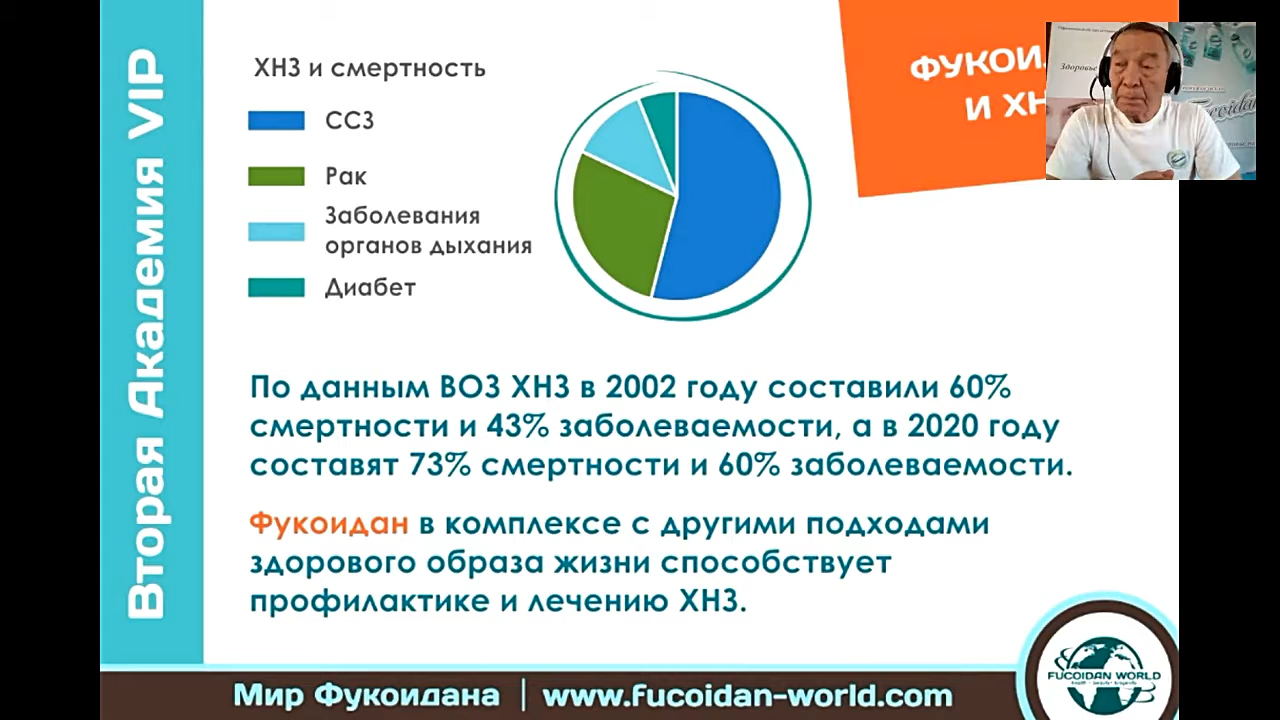 Вторая Академия VIP
ХНЗ и смертность
ССЗ
Рак
Заболевания
органов дыхания
Диабет
И
Здоровье
Fucoidan
По данным ВОЗ ХНЗ в 2002 году составили 60%
смертности и 43% заболеваемости, а в 2020 году
составят 73% смертности и 60% заболеваемости.
Фукоидан в комплексе с другими подходами
здорового образа жизни способствует
профилактике и лечению ХНЗ.
FUCOIDAN WORLD
Мир Фукоидана | www.fucoidan-world.com